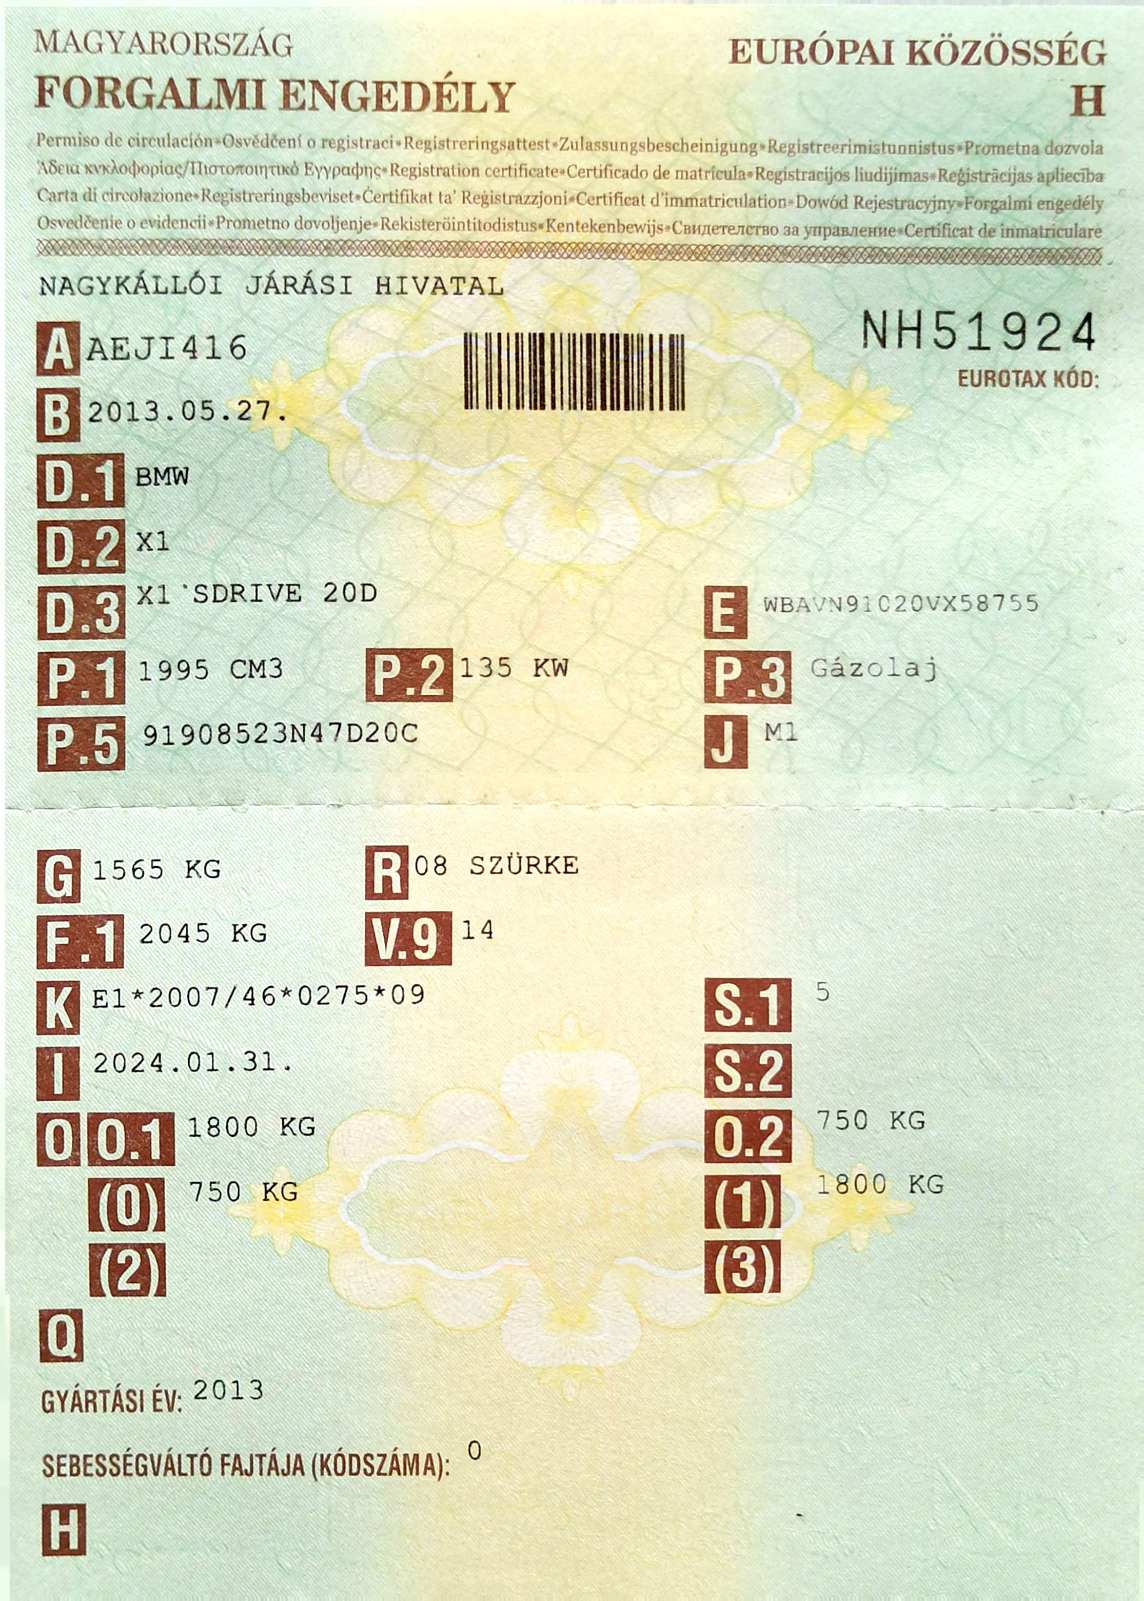 MAGYARORSZÁG
EURÓPAI KÖZÖSSÉG
FORGALMI ENGEDÉLY
H
Permiso de circulación•Osvědčení o registraci•Registreringsattest•Zulassungsbescheinigung•Registreerimistunnistus•Prometna dozvola
Άδεια κυκλοφορίας/Πιστοποιητικό Εγγραφης•Registration certificate•Certificado de matrícula•Registracijos liudijimas•Reģistrācijas apliecība
Carta di circolazione•Registreringsbeviset•Ċertifikat ta' Reġistrazzjoni•Certificat d'immatriculation•Dowód Rejestracyjny•Forgalmi engedély
Osvedčenie o evidencii•Prometno dovoljenje•Rekisteröintitodistus•Kentekenbewijs•Свидетелство за управление•Certificat de inmatriculare
NAGYKÁLLÓI JÁRÁSI HIVATAL
A AEJI416
NH51924
EUROTAX KÓD:
B 2013.05.27.
D.1 BMW
D.2 X1
D.3 X1 SDRIVE 20D
E WBAVN91020VX58755
P.1 1995 CM3 P.2 135 KW P.3 Gázolaj
P.5 91908523N47D20C J M1
G 1565 KG R 08 SZÜRKE
F.1 2045 KG V.9 14
K E1*2007/46*0275*09 S.1 5
I 2024.01.31. S.2
O O.1 1800 KG O.2 750 KG
(0) 750 KG (1) 1800 KG
(2) (3)
Q
GYÁRTÁSI ÉV: 2013
SEBESSÉGVÁLTÓ FAJTÁJA (KÓDSZÁMA): 0
H